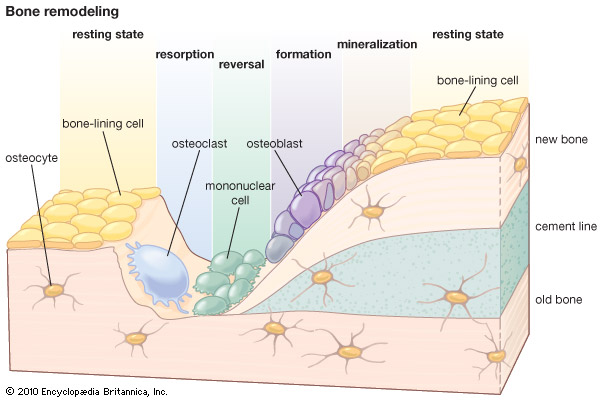 Bone remodeling
resting state
resorption
reversal
formation
mineralization
resting state
bone-lining cell
bone-lining cell
osteocyte
osteoclast
osteoblast
mononuclear
cell
new bone
cement line
old bone
© 2010 Encyclopædia Britannica, Inc.